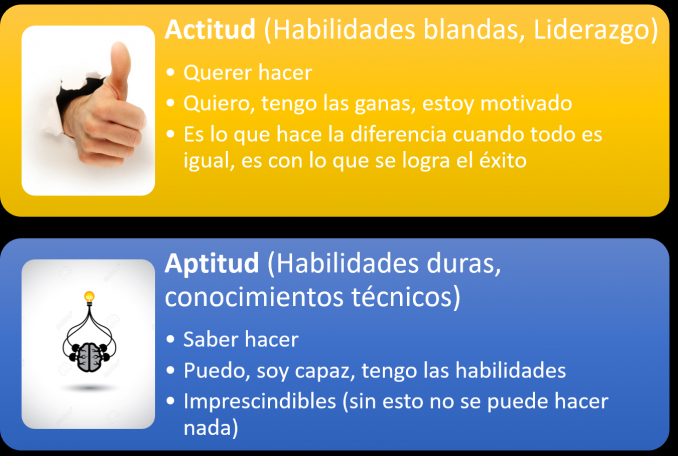 Actitud (Habilidades blandas, Liderazgo)
• Querer hacer
• Quiero, tengo las ganas, estoy motivado
• Es lo que hace la diferencia cuando todo es
igual, es con lo que se logra el éxito
Aptitud (Habilidades duras,
conocimientos técnicos)
• Saber hacer
• Puedo, soy capaz, tengo las habilidades
• Imprescindibles (sin esto no se puede hacer
nada)